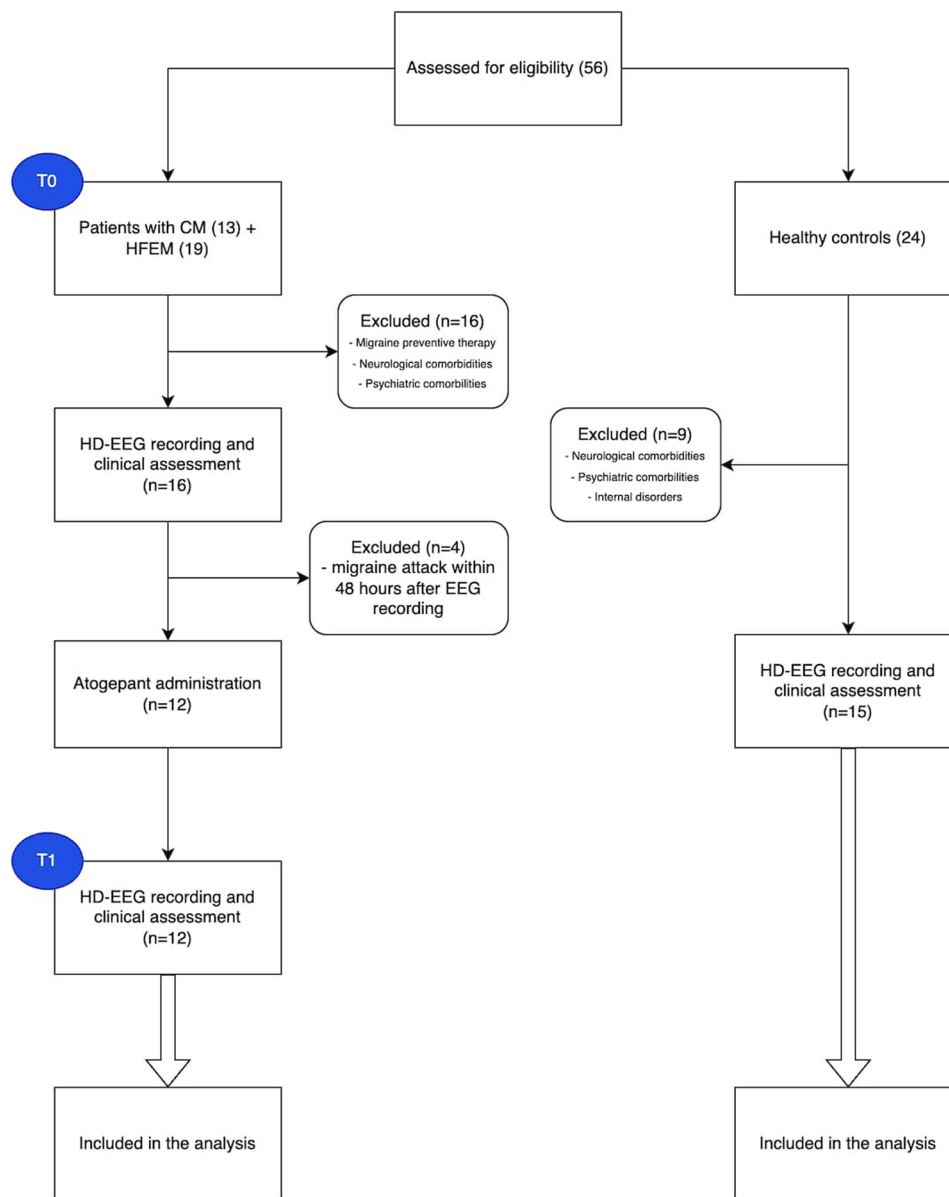 Assessed for eligibility (56)
T0
Patients with CM (13) +
HFEM (19)
Healthy controls (24)
Excluded (n=16)
- Migraine preventive therapy
- Neurological comorbidities
- Psychiatric comorbilities
HD-EEG recording and
clinical assessment
(n=16)
Excluded (n=9)
- Neurological comorbidities
- Psychiatric comorbilities
- Internal disorders
Excluded (n=4)
- migraine attack within
48 hours after EEG
recording
Atogepant administration
(n=12)
HD-EEG recording and
clinical assessment
(n=15)
T1
HD-EEG recording and
clinical assessment
(n=12)
Included in the analysis
Included in the analysis